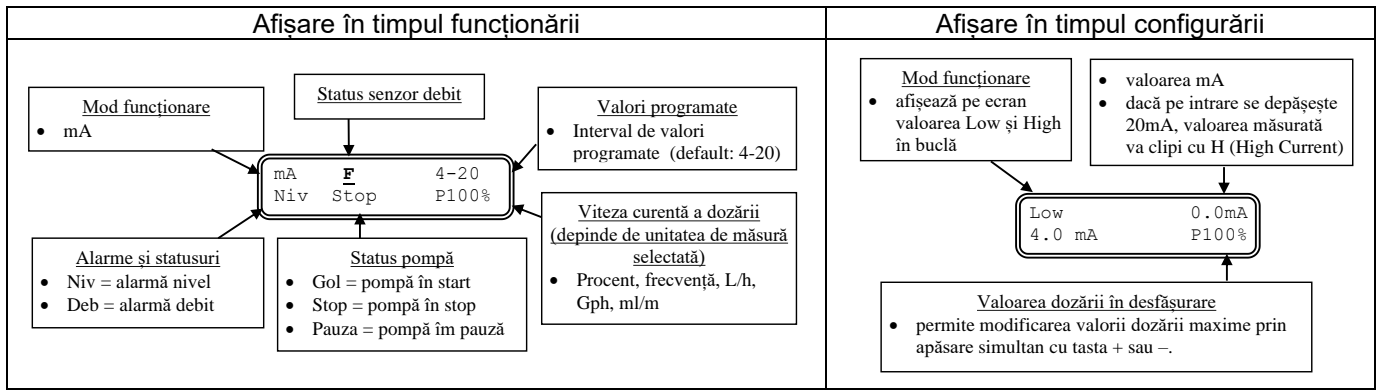 Afișare în timpul funcționării
Mod funcționare
• mA
Status senzor debit
Valori programate
• Interval de valori
programate (default: 4-20)
mA F 4-20
Niv Stop P100%
Alarme și statusuri
• Niv = alarmă nivel
• Deb = alarmă debit
Status pompă
• Gol = pompă în start
• Stop = pompă în stop
• Pauza = pompă îm pauză
Viteza curentă a dozării
(depinde de unitatea de măsură
selectată)
• Procent, frecvență, L/h,
Gph, ml/m
Afișare în timpul configurării
Mod funcționare
• afișează pe ecran
valoarea Low și High
în buclă
• valoarea mA
• dacă pe intrare se depășește
20mA, valoarea măsurată
va clipi cu H (High Current)
Low 0.0mA
4.0 mA P100%
Valoarea dozării în desfășurare
• permite modificarea valorii dozării maxime prin
apăsare simultan cu tasta + sau –.